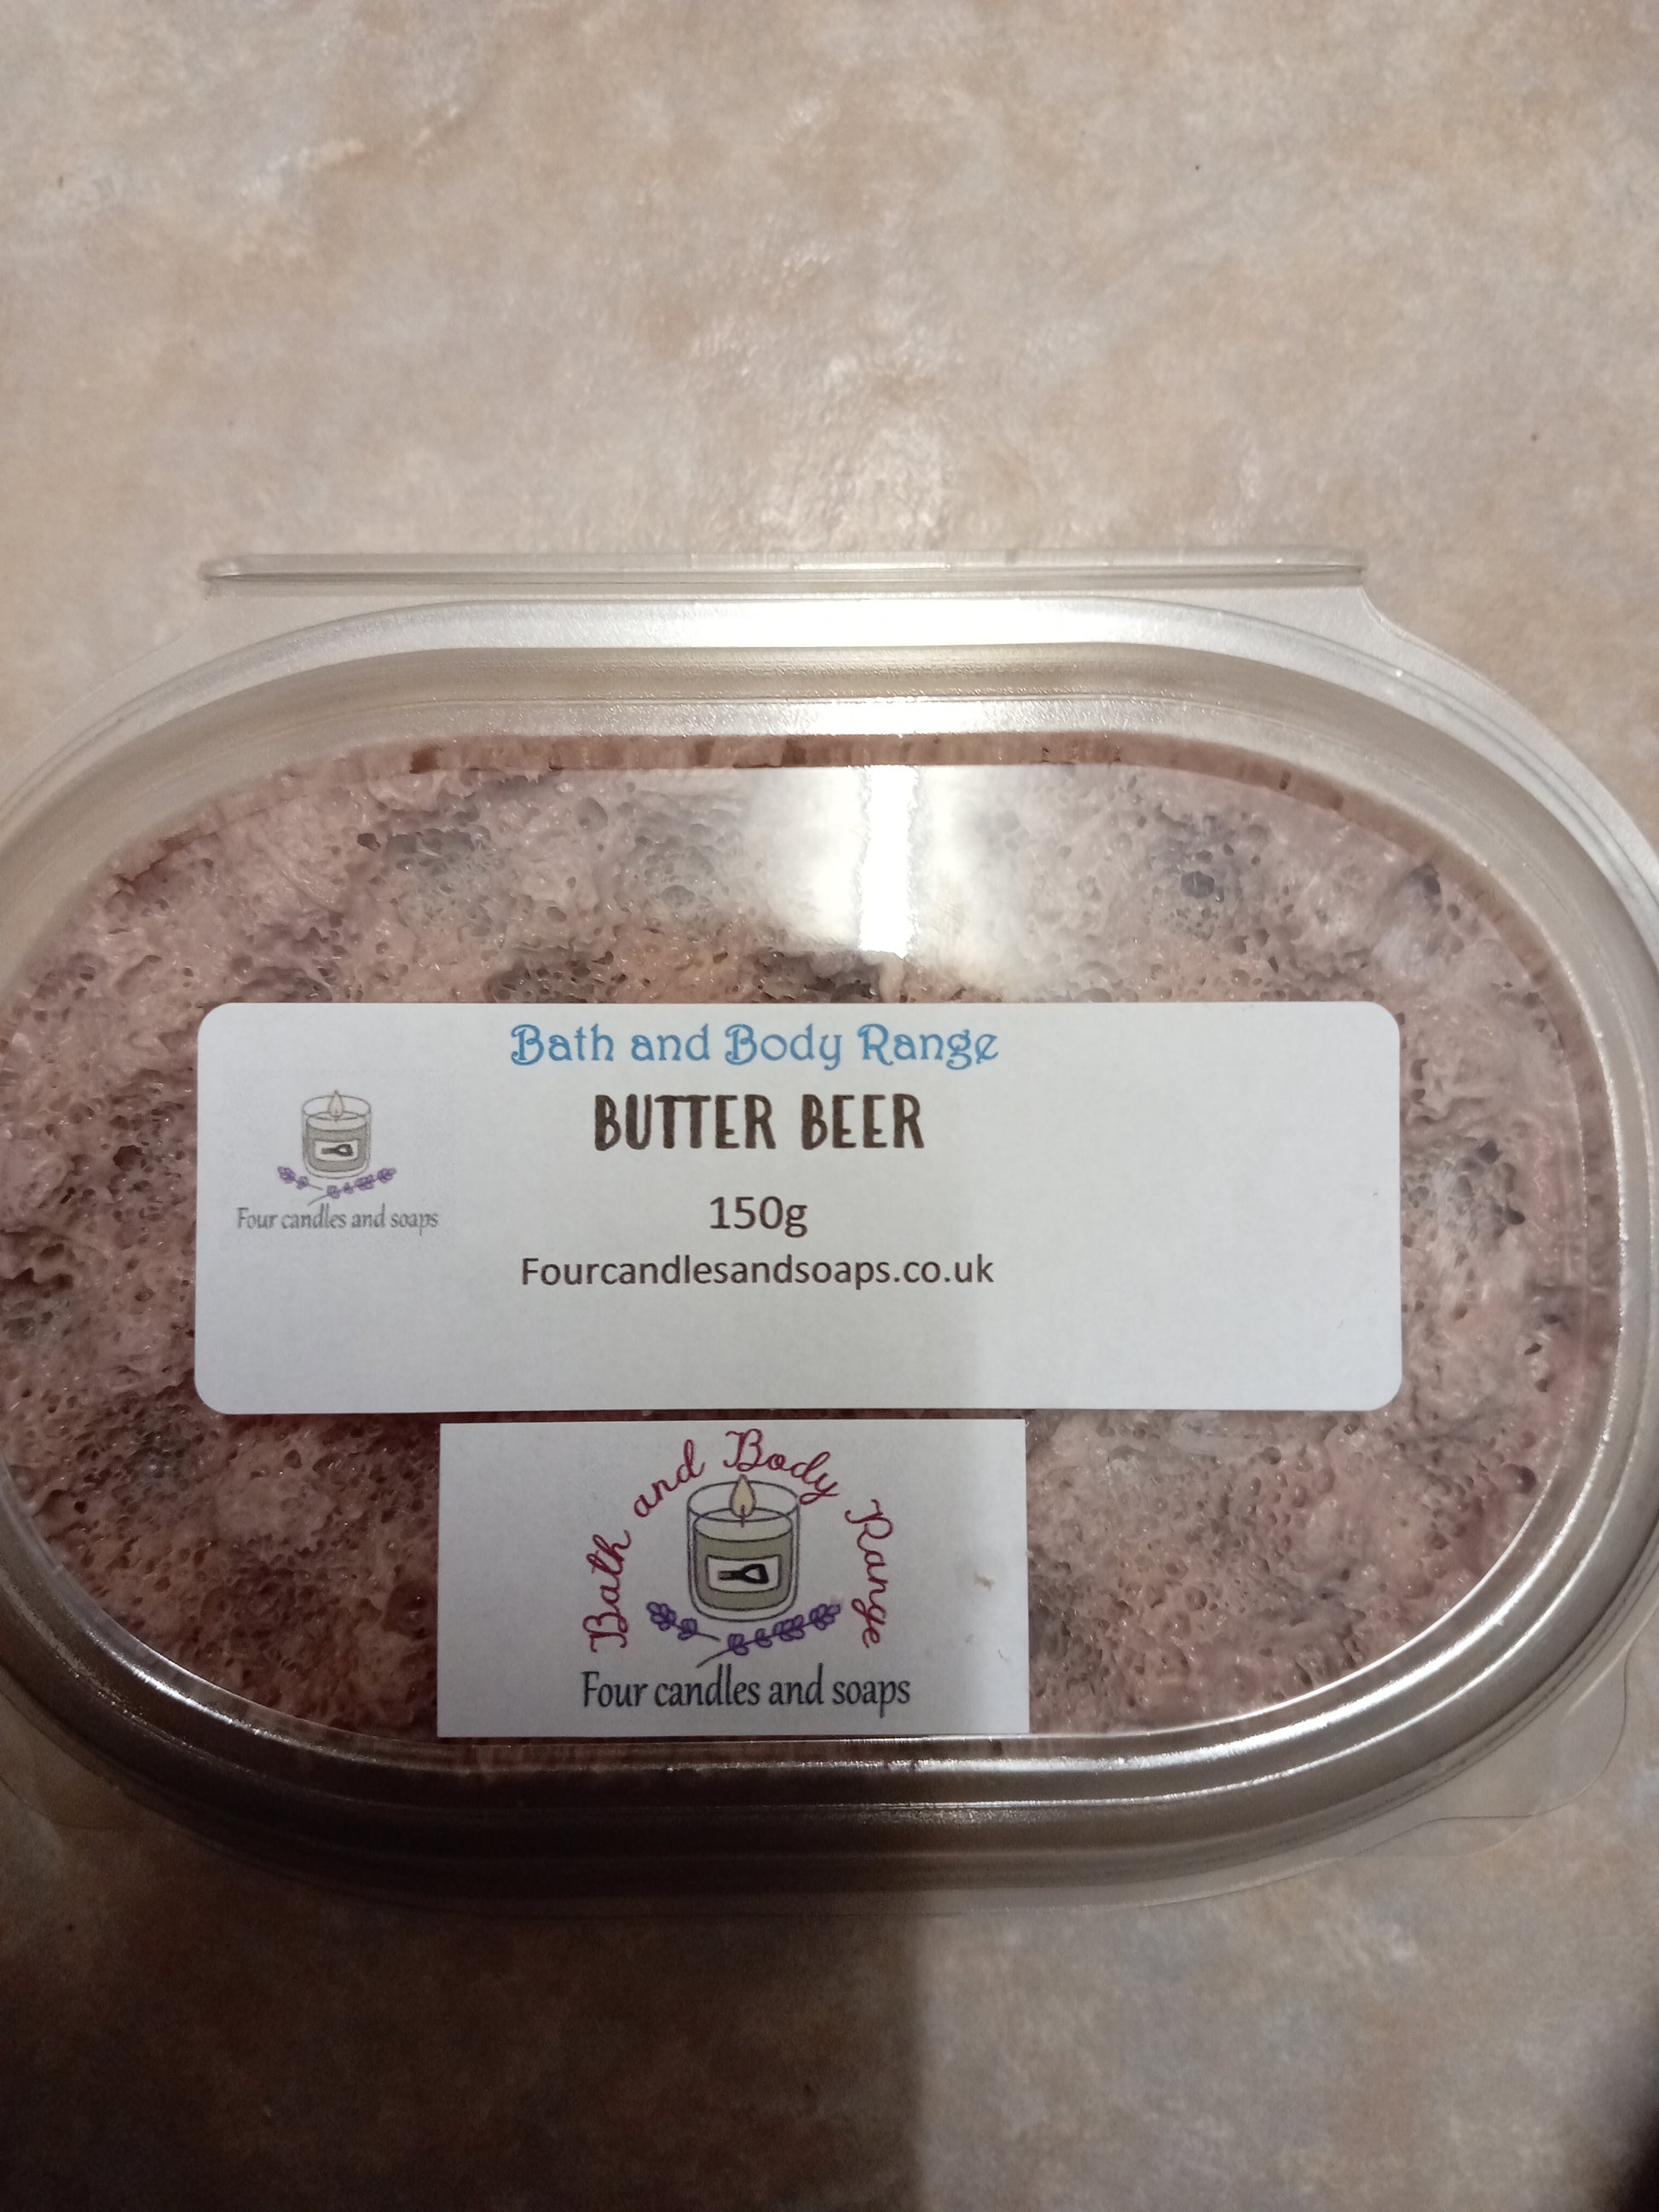 Bath and Body Range
BUTTER BEER
150g
Fourcandlesandsoaps.co.uk
Four candles and soaps
Bath and Body Range
Four candles and soaps